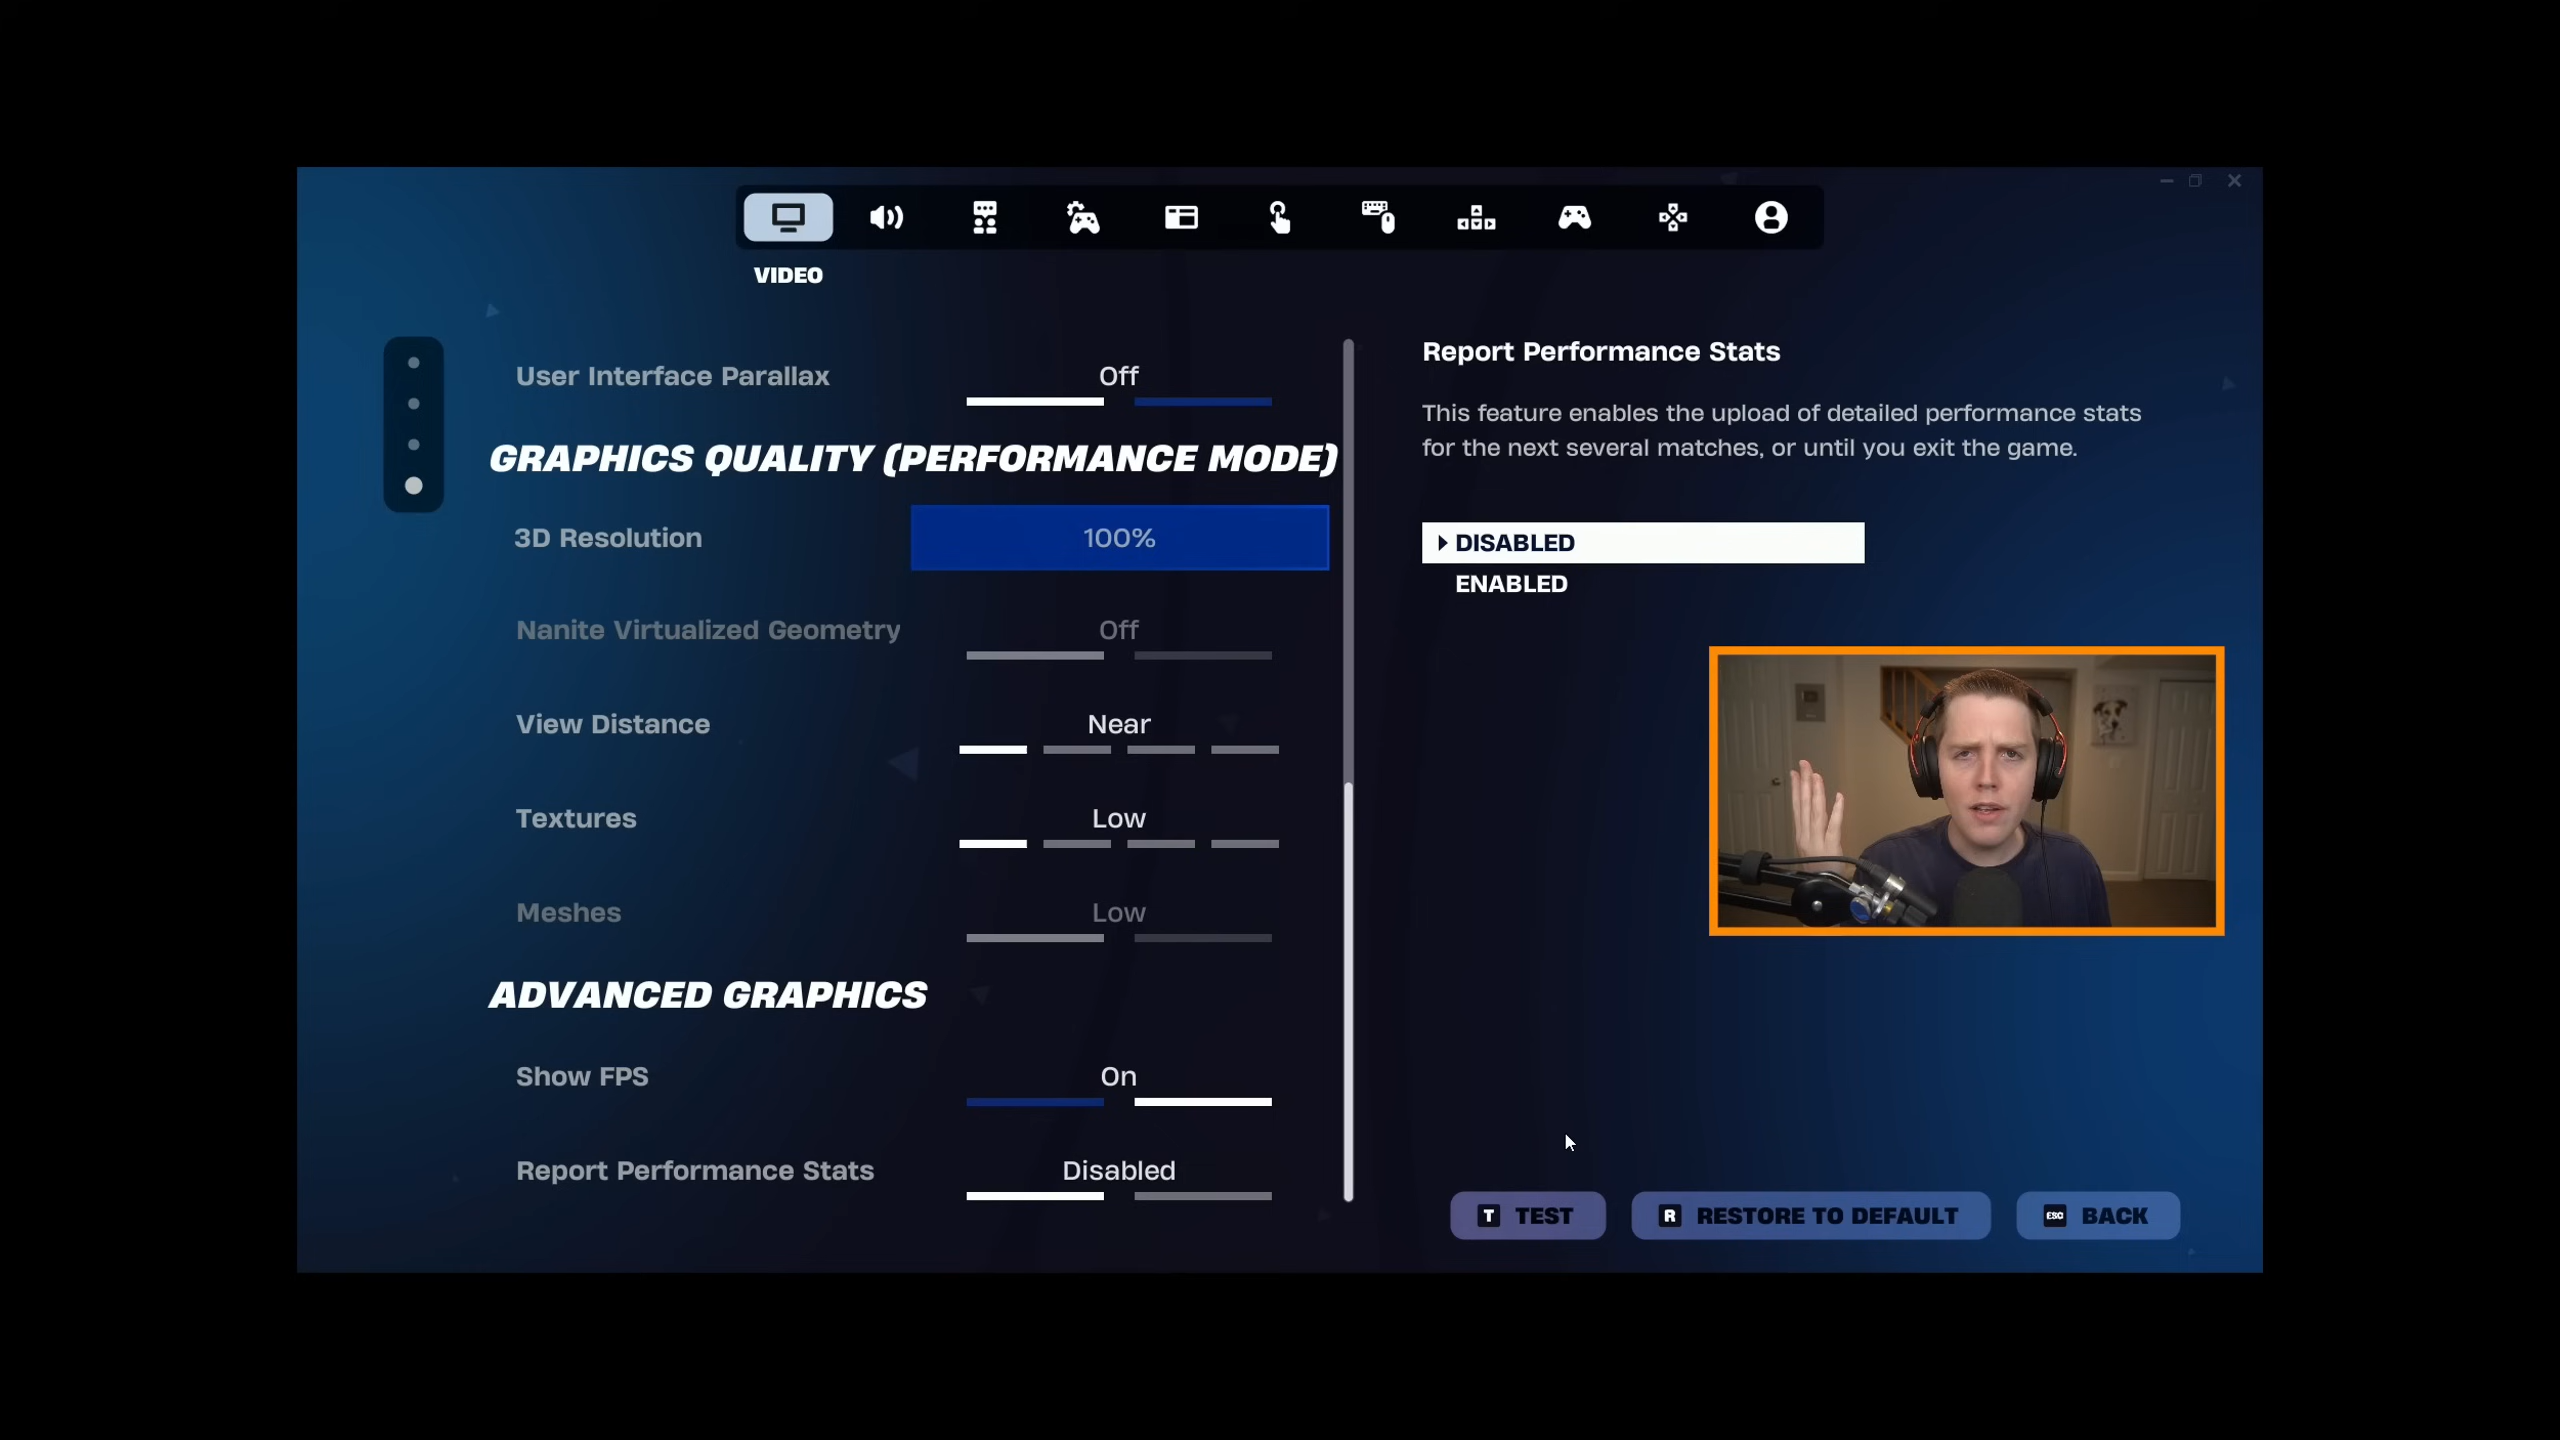 VIDEO
User Interface Parallax
Off
GRAPHICS QUALITY (PERFORMANCE MODE)
3D Resolution
100%
Nanite Virtualized Geometry
Off
View Distance
Near
Textures
Low
Meshes
Low
ADVANCED GRAPHICS
Show FPS
On
Report Performance Stats
Disabled
Report Performance Stats
This feature enables the upload of detailed performance stats
for the next several matches, or until you exit the game.
DISABLED
ENABLED
T TEST
R RESTORE TO DEFAULT
ESC BACK